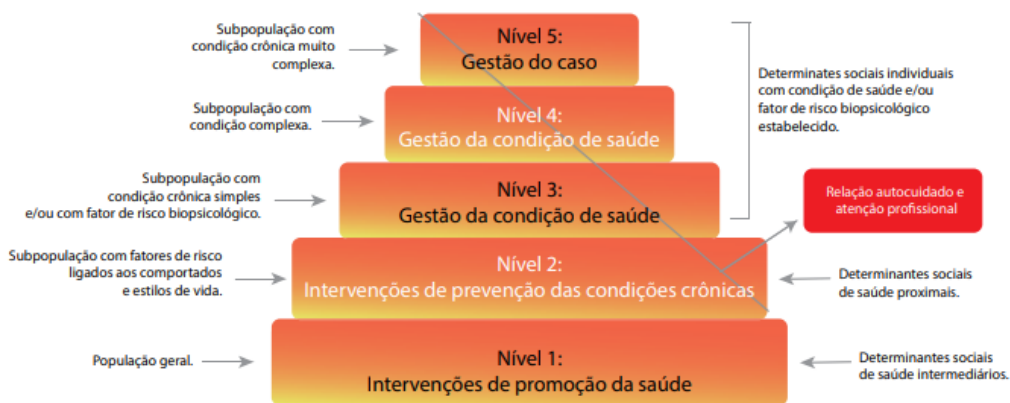 Subpopulação com
condição crônica muito
complexa.
Nível 5:
Gestão do caso
Determinates sociais individuais
com condição de saúde e/ou
fator de risco biopsicológico
estabelecido.
Subpopulação com
condição complexa.
Nível 4:
Gestão da condição de saúde
Subpopulação com
condição crônica simples
e/ou com fator de risco biopsicológico.
Nível 3:
Gestão da condição de saúde
Relação autocuidado e
atenção profissional
Subpopulação com fatores de risco
ligados aos comportados
e estilos de vida.
Nível 2:
Intervenções de prevenção das condições crônicas
Determinantes sociais
de saúde proximais.
População geral.
Nível 1:
Intervenções de promoção da saúde
Determinantes sociais
de saúde intermediários.